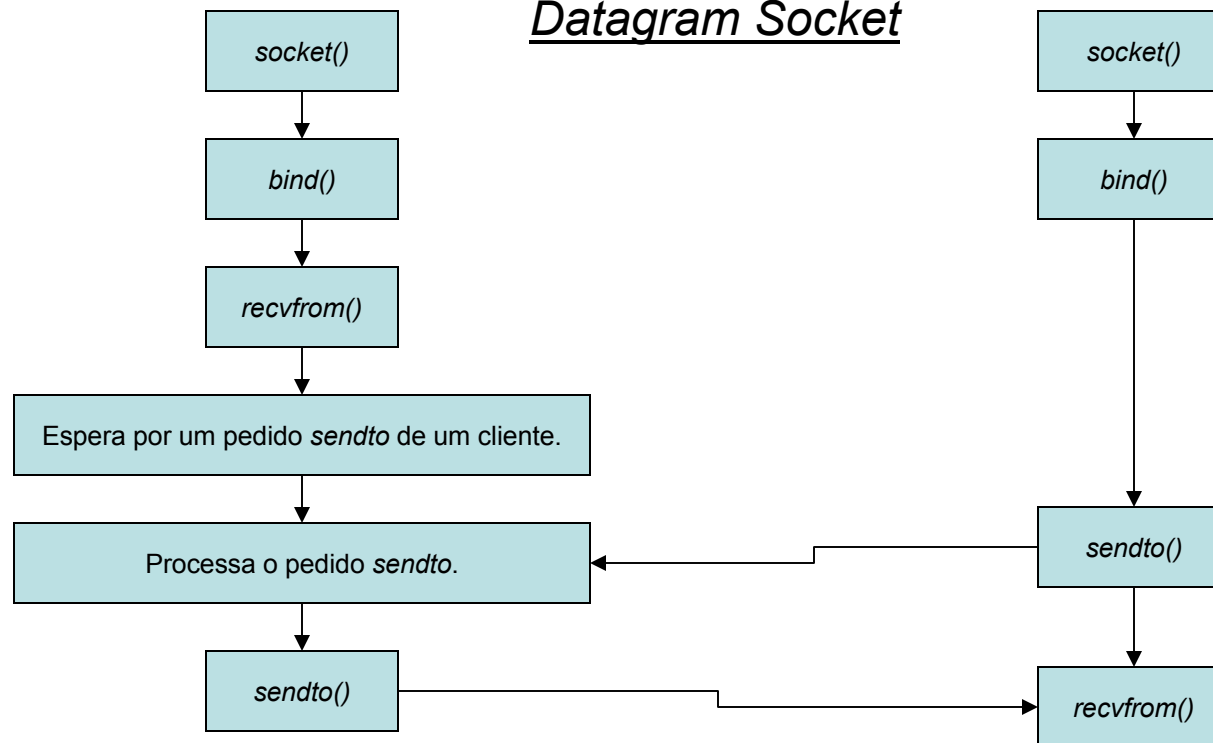 Datagram Socket
socket()
bind()
recvfrom()
Espera por um pedido sendto de um cliente.
Processa o pedido sendto.
sendto()
socket()
bind()
sendto()
recvfrom()